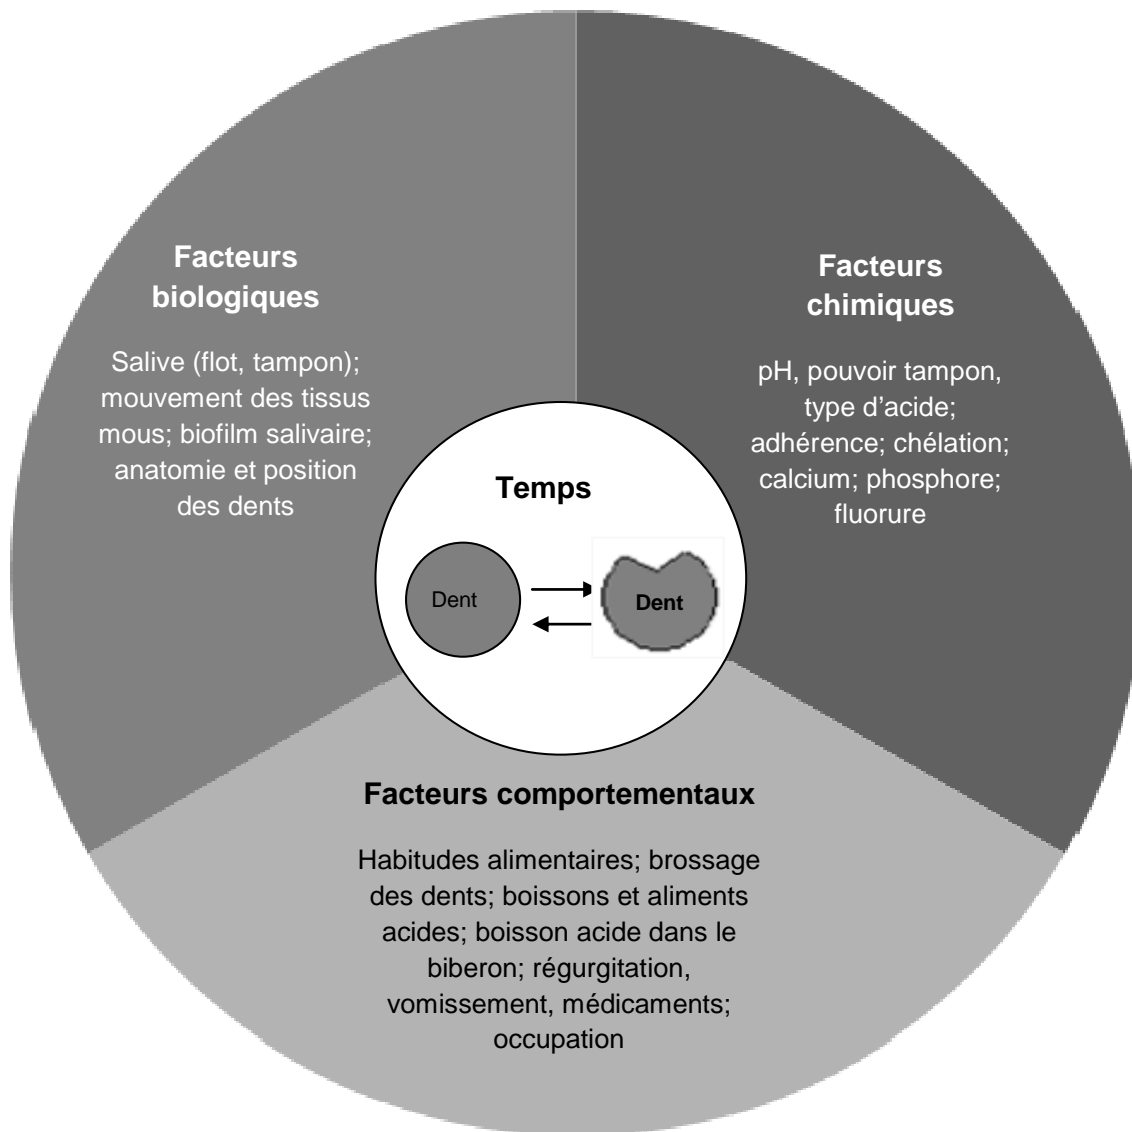 Facteurs
biologiques
Salive (flot, tampon);
mouvement des tissus
mous; biofilm salivaire;
anatomie et position
des dents
Facteurs
chimiques
pH, pouvoir tampon,
type d’acide;
adhérence; chélation;
calcium; phosphore;
fluorure
Temps
Dent
Dent
Facteurs comportementaux
Habitudes alimentaires; brossage
des dents; boissons et aliments
acides; boisson acide dans le
biberon; régurgitation,
vomissement, médicaments;
occupation